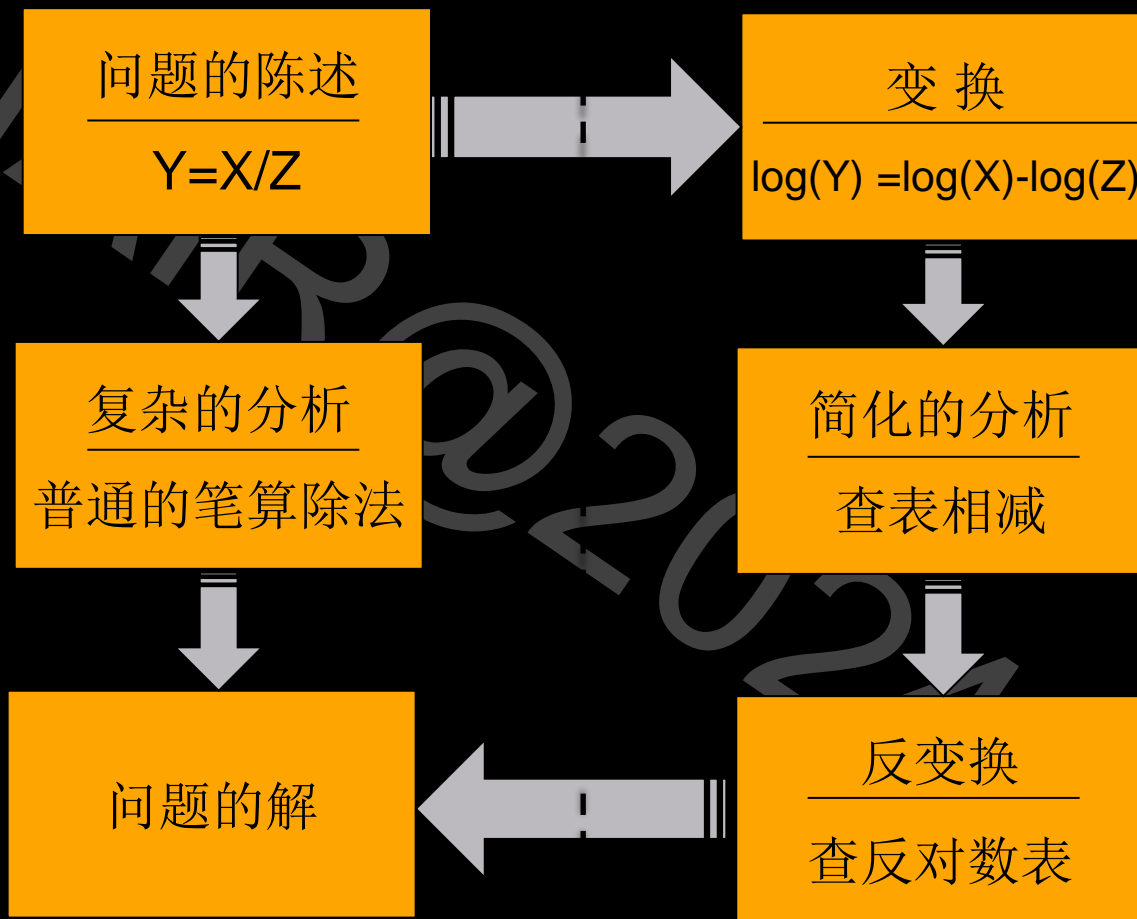 问题的陈述
Y=X/Z
变 换
log(Y) =log(X)-log(Z)
复杂的分析
普通的笔算除法
简化的分析
查表相减
问题的解
反变换
查反对数表